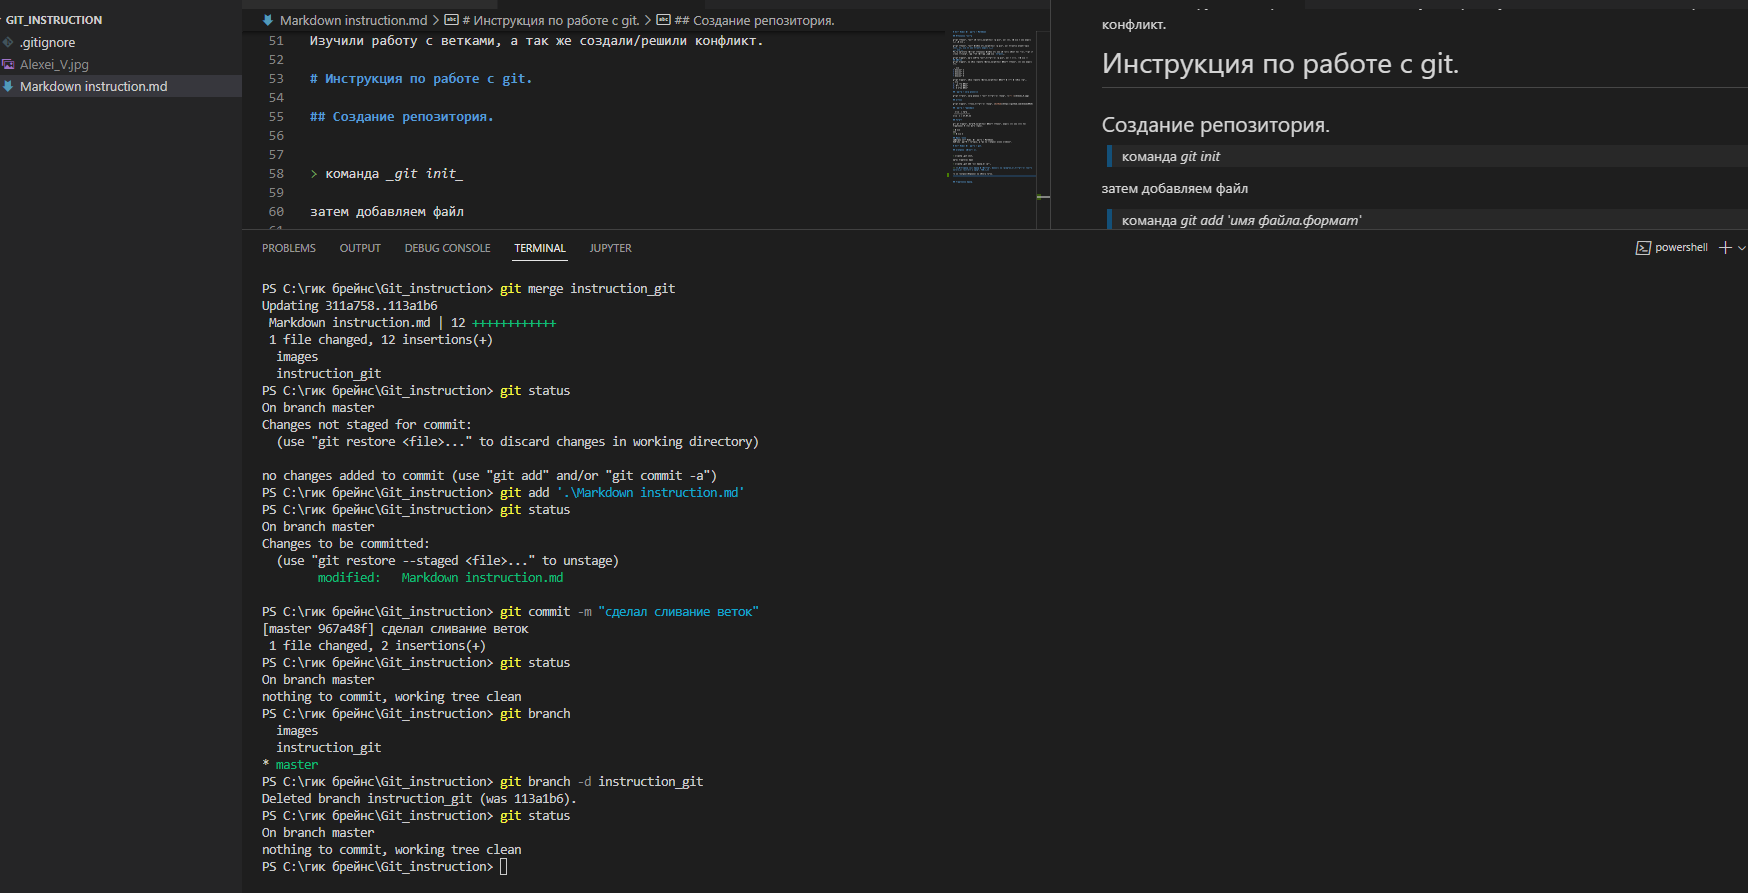 GIT_INSTRUCTION
.gitignore
Alexei_V.jpg
Markdown instruction.md
Markdown instruction.md > # Инструкция по работе с git. > ## Создание репозитория.
51 Изучили работу с ветками, а так же создали/решили конфликт.
52
53 # Инструкция по работе с git.
54
55 ## Создание репозитория.
56
57
58 > команда _git init_
59
60 затем добавляем файл
61
конфликт.
Инструкция по работе с git.
Создание репозитория.
команда git init
затем добавляем файл
команда git add 'имя файла.формат'
PROBLEMS OUTPUT DEBUG CONSOLE TERMINAL JUPYTER
powershell
PS C:\гик брейнс\Git_instruction> git merge instruction_git
Updating 311a758..113a1b6
Markdown instruction.md | 12 ++++++++++++
1 file changed, 12 insertions(+)
images
instruction_git
PS C:\гик брейнс\Git_instruction> git status
On branch master
Changes not staged for commit:
(use "git restore <file>..." to discard changes in working directory)
no changes added to commit (use "git add" and/or "git commit -a")
PS C:\гик брейнс\Git_instruction> git add '.\Markdown instruction.md'
PS C:\гик брейнс\Git_instruction> git status
On branch master
Changes to be committed:
(use "git restore --staged <file>..." to unstage)
modified: Markdown instruction.md
PS C:\гик брейнс\Git_instruction> git commit -m "сделал сливание веток"
[master 967a48f] сделал сливание веток
1 file changed, 2 insertions(+)
PS C:\гик брейнс\Git_instruction> git status
On branch master
nothing to commit, working tree clean
PS C:\гик брейнс\Git_instruction> git branch
images
instruction_git
* master
PS C:\гик брейнс\Git_instruction> git branch -d instruction_git
Deleted branch instruction_git (was 113a1b6).
PS C:\гик брейнс\Git_instruction> git status
On branch master
nothing to commit, working tree clean
PS C:\гик брейнс\Git_instruction>